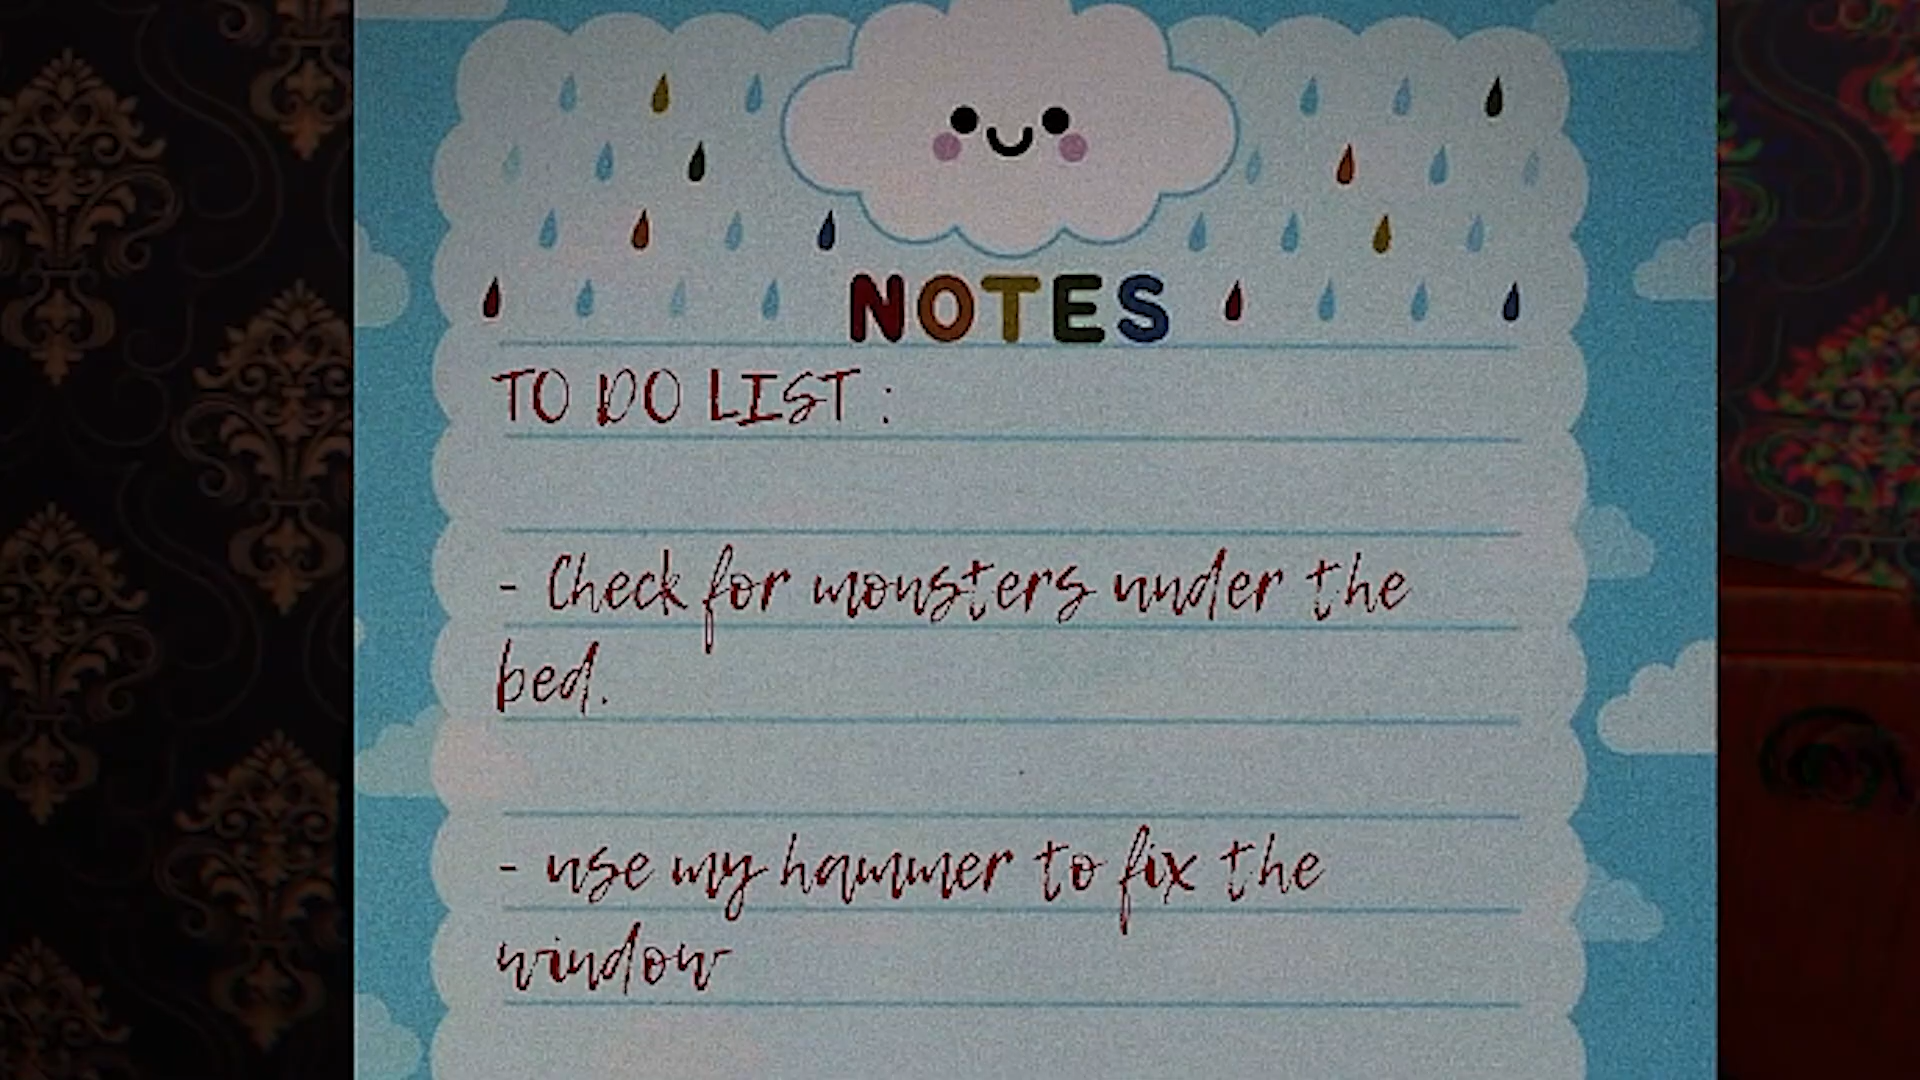 NOTES
TO DO LIST :
- Check for monsters under the
bed.
- use my hammer to fix the
window